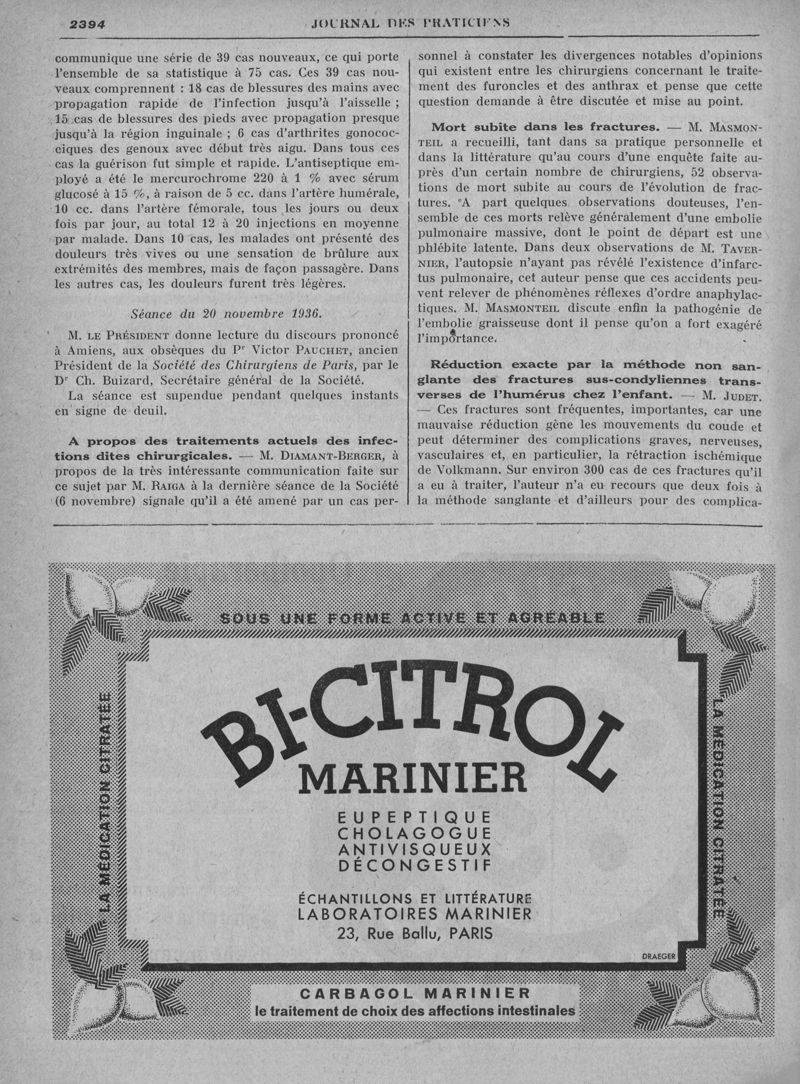 2394
JOURNAL DES PRATICIENS
communique une série de 39 cas nouveaux, ce qui porte
l'ensemble de sa statistique à 75 cas. Ces 39 cas nou-
veaux comprennent : 18 cas de blessures des mains avec
propagation rapide de l'infection jusqu'à l'aisselle ;
15 cas de blessures des pieds avec propagation presque
jusqu'à la région inguinale ; 6 cas d'arthrites gonococ-
ciques des genoux avec début très aigu. Dans tous ces
cas la guérison fut simple et rapide. L'antiseptique em-
ployé a été le mercurochrome 220 à 1 % avec sérum
glucosé à 15 %, à raison de 5 cc. dans l'artère humérale,
10 cc. dans l'artère fémorale, tous les jours ou deux
fois par jour, au total 12 à 20 injections en moyenne
par malade. Dans 10 cas, les malades ont présenté des
douleurs très vives ou une sensation de brûlure aux
extrémités des membres, mais de façon passagère. Dans
les autres cas, les douleurs furent très légères.
Séance du 20 novembre 1936.
M. LE PRÉSIDENT donne lecture du discours prononcé
à Amiens, aux obsèques du Pr Victor PAUCHET, ancien
Président de la Société des Chirurgiens de Paris, par le
Dr Ch. Buizard, Secrétaire général de la Société.
La séance est supendue pendant quelques instants
en signe de deuil.
A propos des traitements actuels des infec-
tions dites chirurgicales. — M. DIAMANT-BERGER, à
propos de la très intéressante communication faite sur
ce sujet par M. RAIGA à la dernière séance de la Société
(6 novembre) signale qu'il a été amené par un cas per-
sonnel à constater les divergences notables d'opinions
qui existent entre les chirurgiens concernant le traite-
ment des furoncles et des anthrax et pense que cette
question demande à être discutée et mise au point.
Mort subite dans les fractures. — M. MASMON-
TEIL a recueilli, tant dans sa pratique personnelle et
dans la littérature qu'au cours d'une enquête faite au-
près d'un certain nombre de chirurgiens, 52 observa-
tions de mort subite au cours de l'évolution de frac-
tures. A part quelques observations douteuses, l'en-
semble de ces morts relève généralement d'une embolie
pulmonaire massive, dont le point de départ est une
phlébite latente. Dans deux observations de M. TAVER-
NIER, l'autopsie n'ayant pas révélé l'existence d'infarc-
tus pulmonaire, cet auteur pense que ces accidents peu-
vent relever de phénomènes réflexes d'ordre anaphylac-
tiques. M. MASMONTEIL discute enfin la pathogénie de
l'embolie graisseuse dont il pense qu'on a fort exagéré
l'importance.
Réduction exacte par la méthode non san-
glante des fractures sus-condyliennes trans-
verses de l'humérus chez l'enfant. — M. JUDET.
— Ces fractures sont fréquentes, importantes, car une
mauvaise réduction gène les mouvements du coude et
peut déterminer des complications graves, nerveuses,
vasculaires et, en particulier, la rétraction ischémique
de Volkmann. Sur environ 300 cas de ces fractures qu'il
a eu à traiter, l'auteur n'a eu recours que deux fois à
la méthode sanglante et d'ailleurs pour des complica-
SOUS UNE FORME ACTIVE ET AGRÉABLE
LA MÉDICATION CITRATÉE
BI-CITROL
MARINIER
EUPEPTIQUE
CHOLAGOGUE
ANTIVISQUEUX
DÉCONGESTIF
ÉCHANTILLONS ET LITTÉRATURE
LABORATOIRES MARINIER
23, Rue Ballu, PARIS
DRAEGER
LA MÉDICATION CITRATÉE
CARBAGOL MARINIER
le traitement de choix des affections intestinales